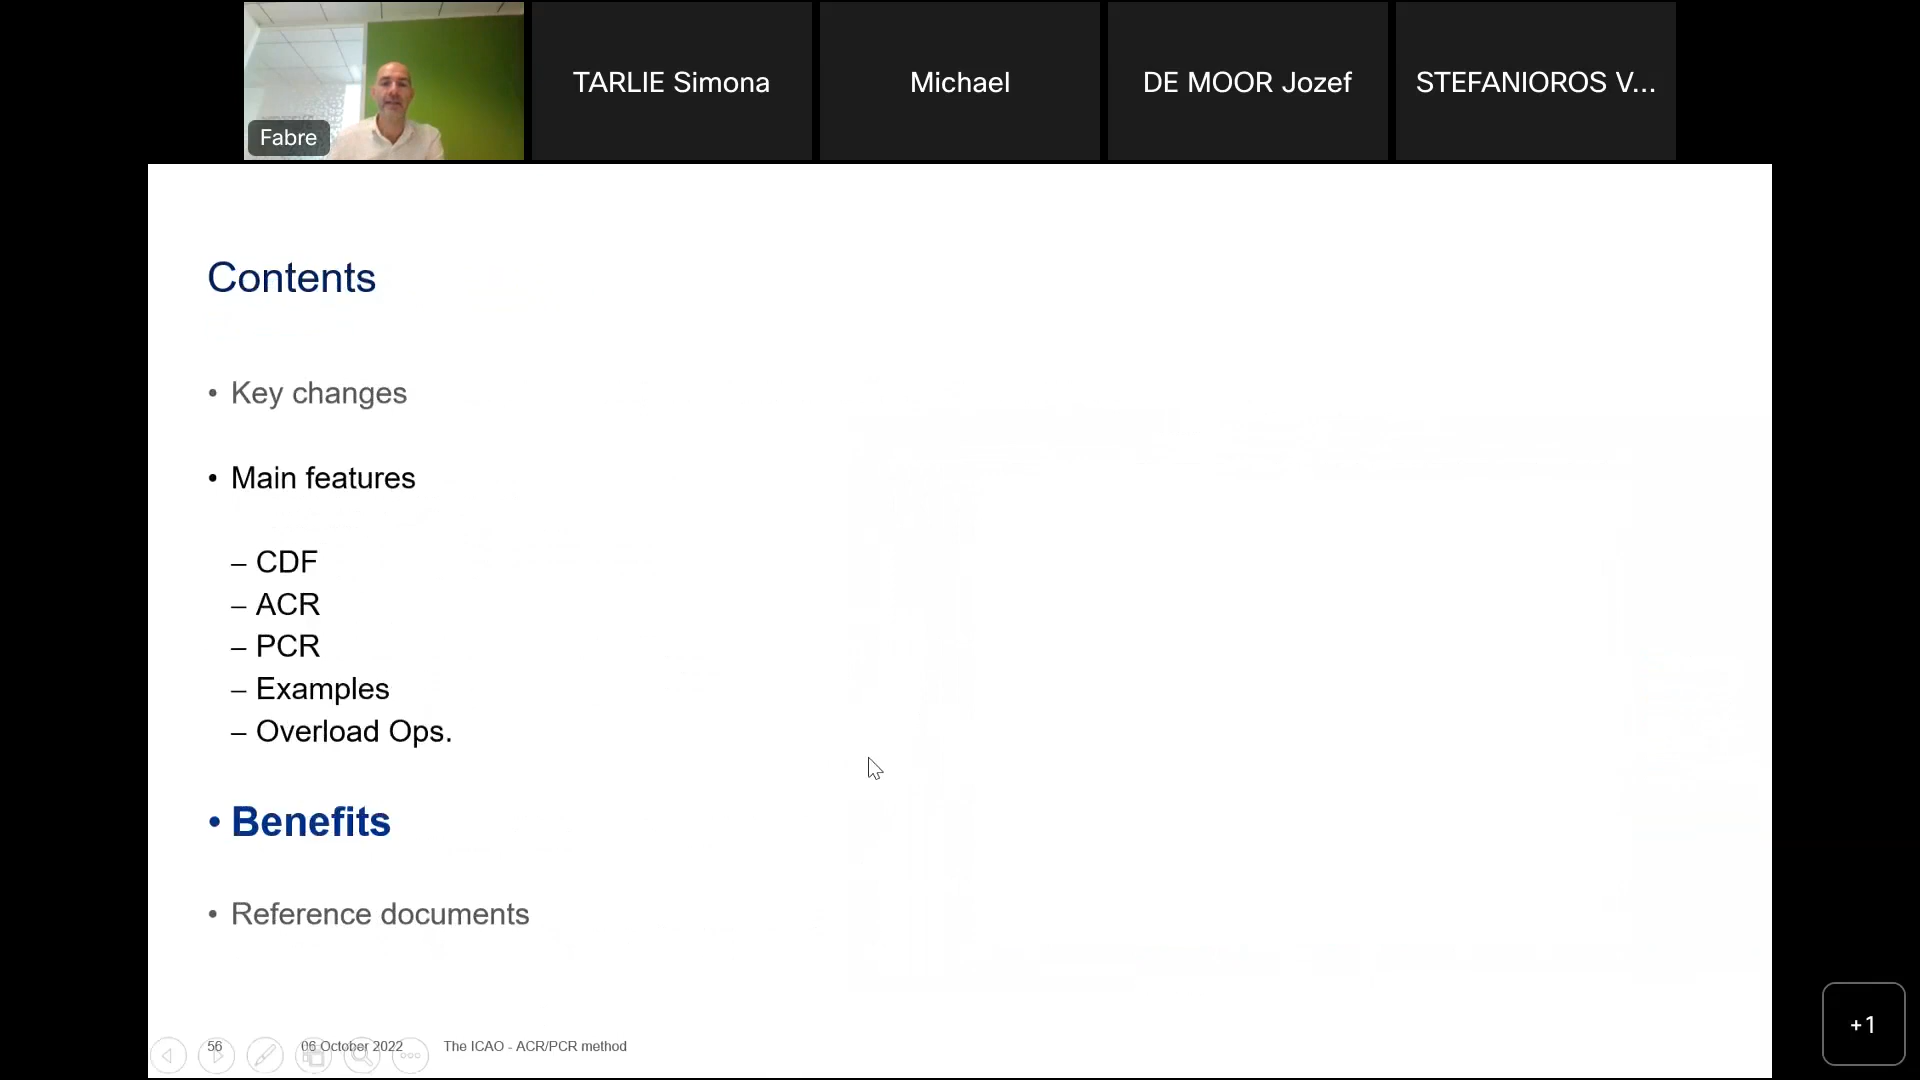 Fabre
TARLIE Simona
Michael
DE MOOR Jozef
STEFANIOROS V...
Contents
• Key changes
• Main features
– CDF
– ACR
– PCR
– Examples
– Overload Ops.
• Benefits
• Reference documents
56
06 October 2022
The ICAO - ACR/PCR method
+1